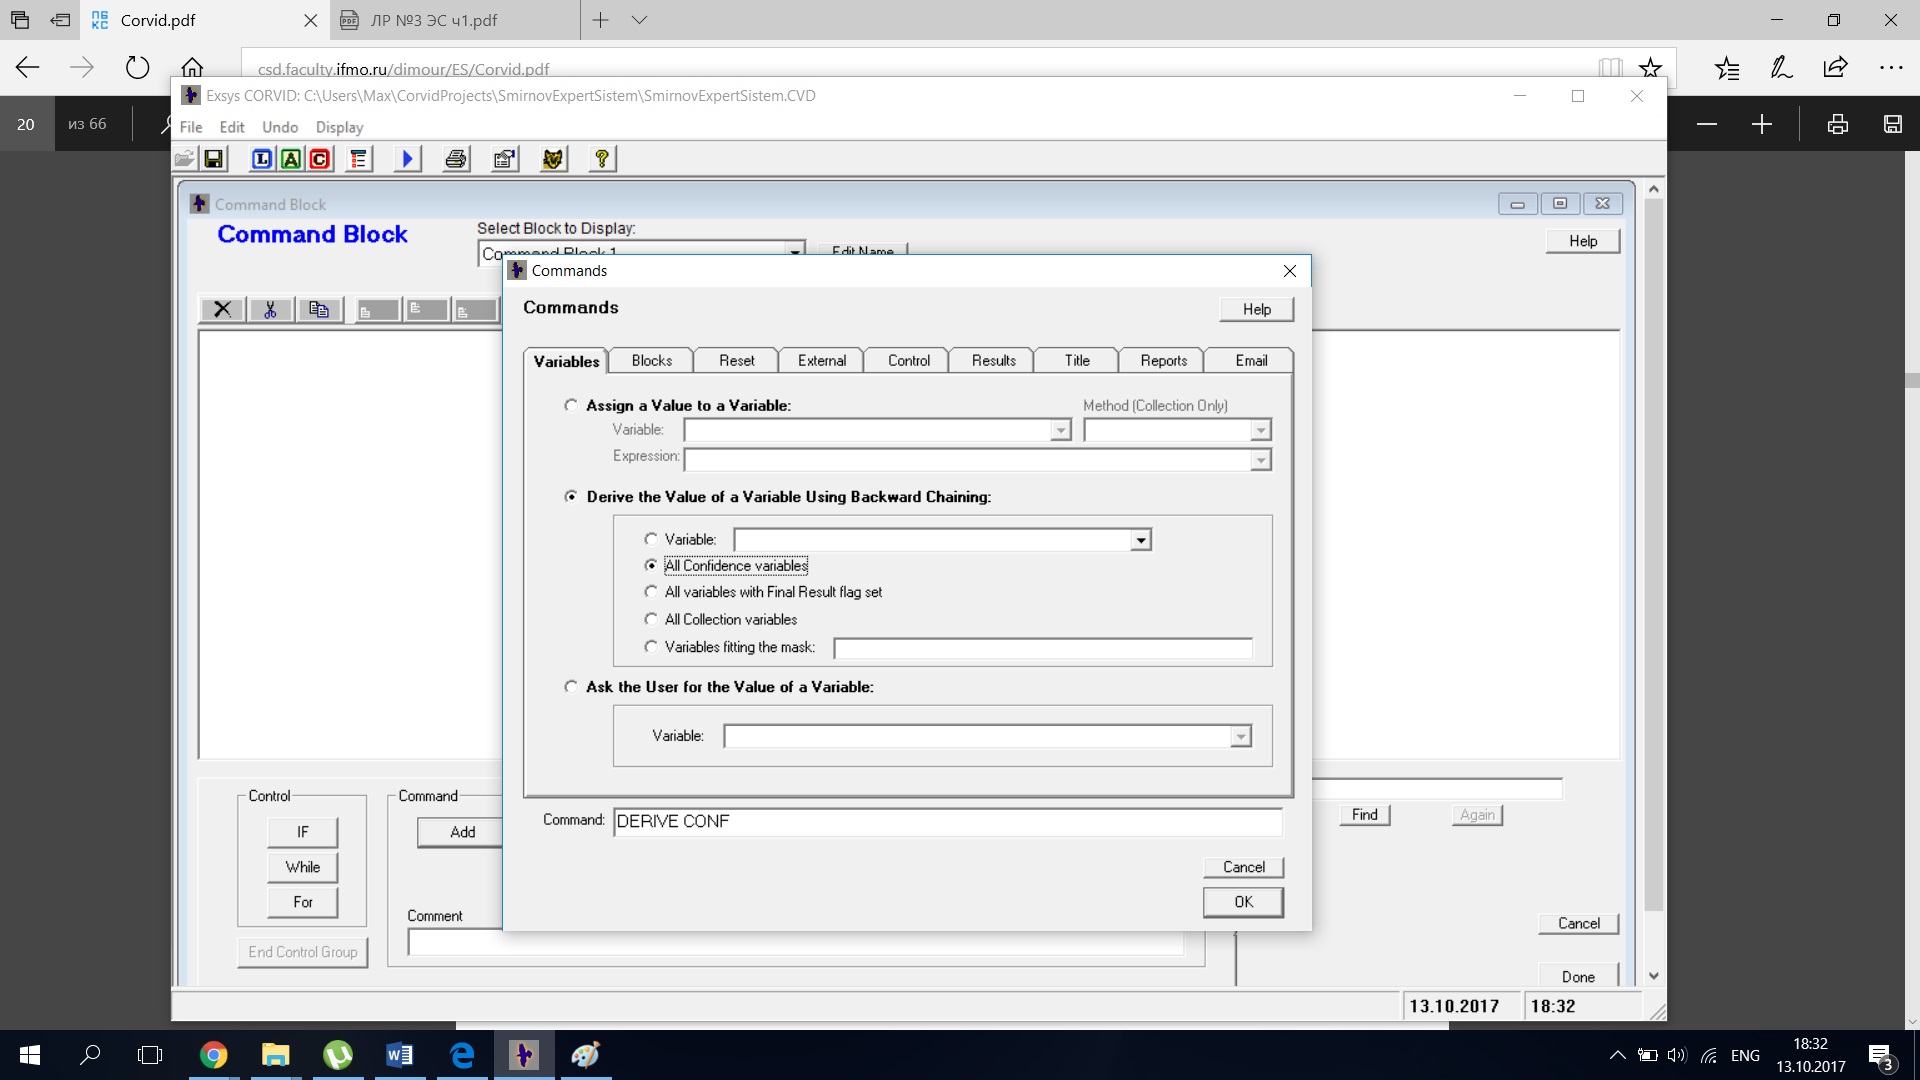 Corvid.pdf
ЛР №3 ЭС ч1.pdf
csd.faculty.ifmo.ru/dimour/ES/Corvid.pdf
20 из 66
Exsys CORVID: C:\Users\Max\CorvidProjects\SmirnovExpertSistem\SmirnovExpertSistem.CVD
File Edit Undo Display
L A C ?
Command Block
Command Block
Select Block to Display:
Command Block 1
Edit Name
Help
Commands
Commands
Help
Variables Blocks Reset External Control Results Title Reports Email
Assign a Value to a Variable:
Method (Collection Only)
Variable:
Expression:
Derive the Value of a Variable Using Backward Chaining:
Variable:
All Confidence variables
All variables with Final Result flag set
All Collection variables
Variables fitting the mask:
Ask the User for the Value of a Variable:
Variable:
Command: DERIVE CONF
Cancel
OK
Control
IF
While
For
End Control Group
Command
Add
Comment
Find
Again
Cancel
Done
13.10.2017 18:32
ENG
18:32
13.10.2017
3